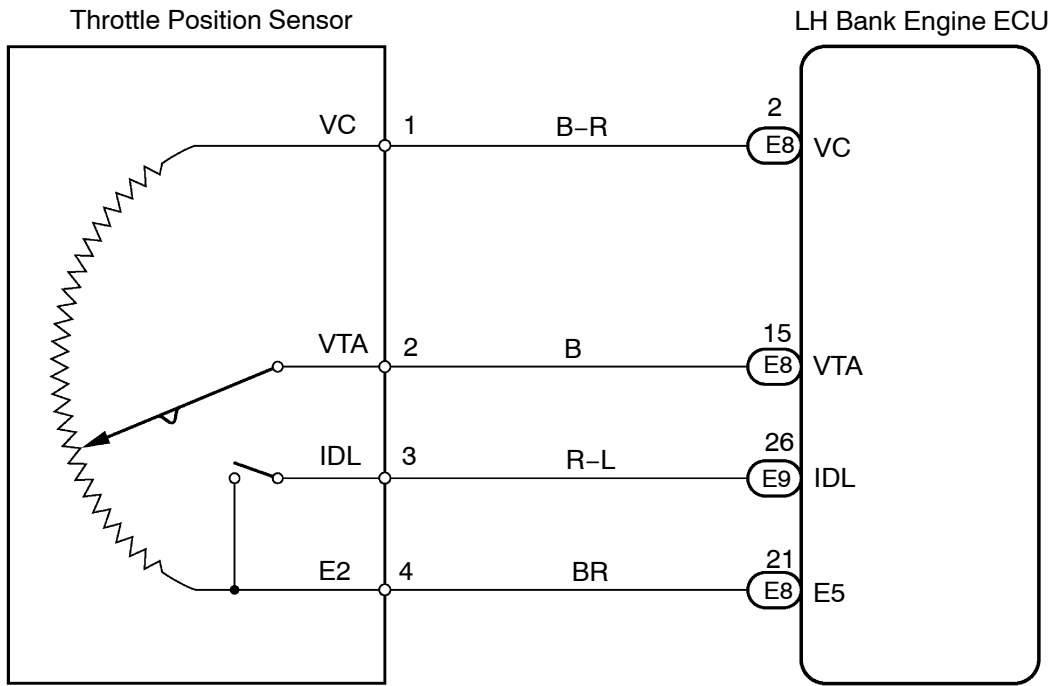 Throttle Position Sensor
LH Bank Engine ECU
VC 1 B–R 2 E8 VC
VTA 2 B 15 E8 VTA
IDL 3 R–L 26 E9 IDL
E2 4 BR 21 E8 E5